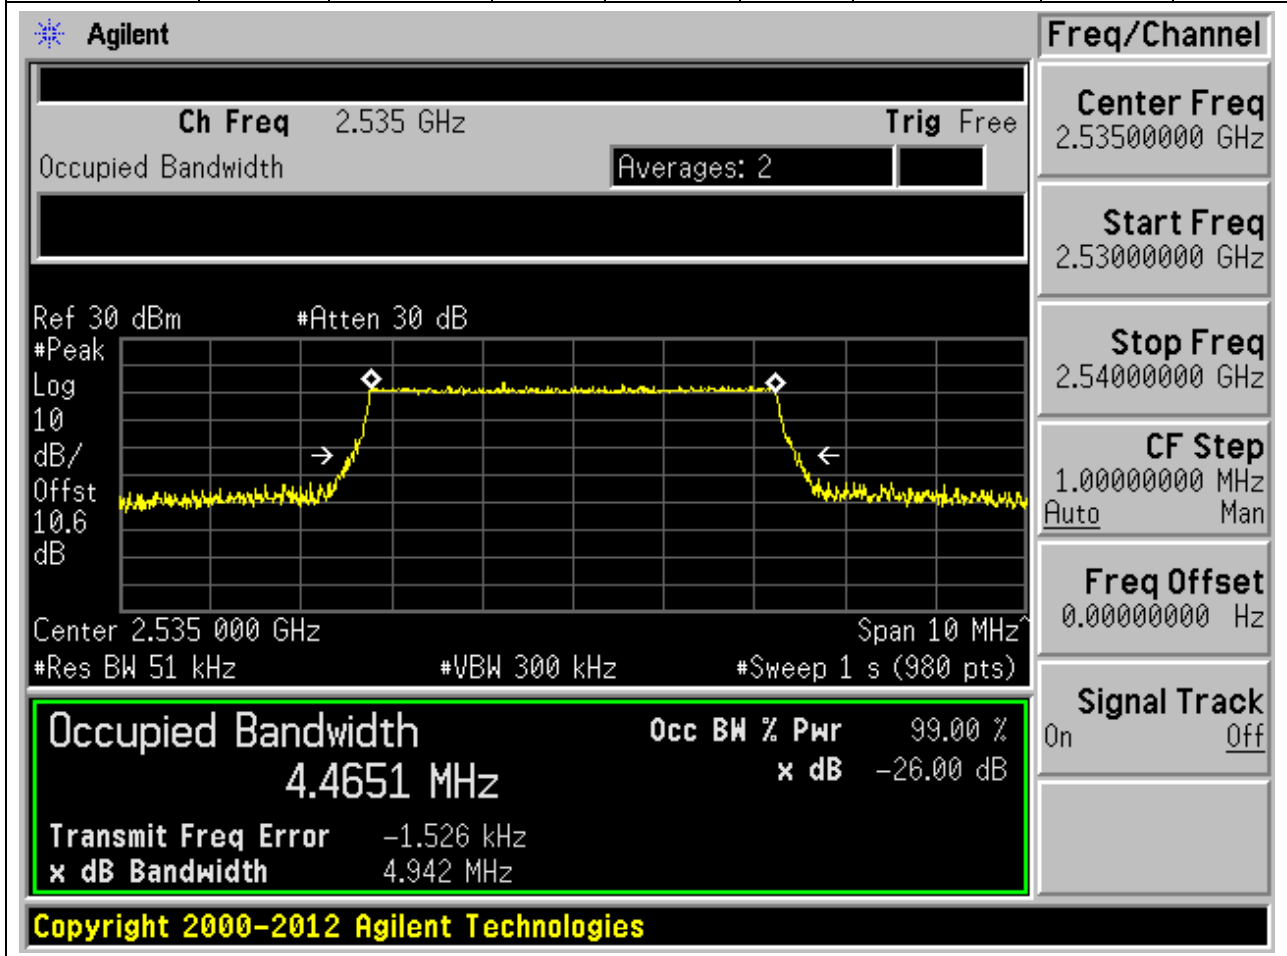 Agilent
Freq/Channel
Ch Freq 2.535 GHz Trig Free
Occupied Bandwidth Averages: 2
Center Freq
2.53500000 GHz
Start Freq
2.53000000 GHz
Stop Freq
2.54000000 GHz
CF Step
1.00000000 MHz
Auto Man
Freq Offset
0.00000000 Hz
Signal Track
On Off
Ref 30 dBm #Atten 30 dB
#Peak
Log
10
dB/
Offst
10.6
dB
Center 2.535 000 GHz Span 10 MHz^
#Res BW 51 kHz #VBW 300 kHz #Sweep 1 s (980 pts)
Occupied Bandwidth
4.4651 MHz
Occ BW % Pwr 99.00 %
x dB -26.00 dB
Transmit Freq Error -1.526 kHz
x dB Bandwidth 4.942 MHz
Copyright 2000-2012 Agilent Technologies